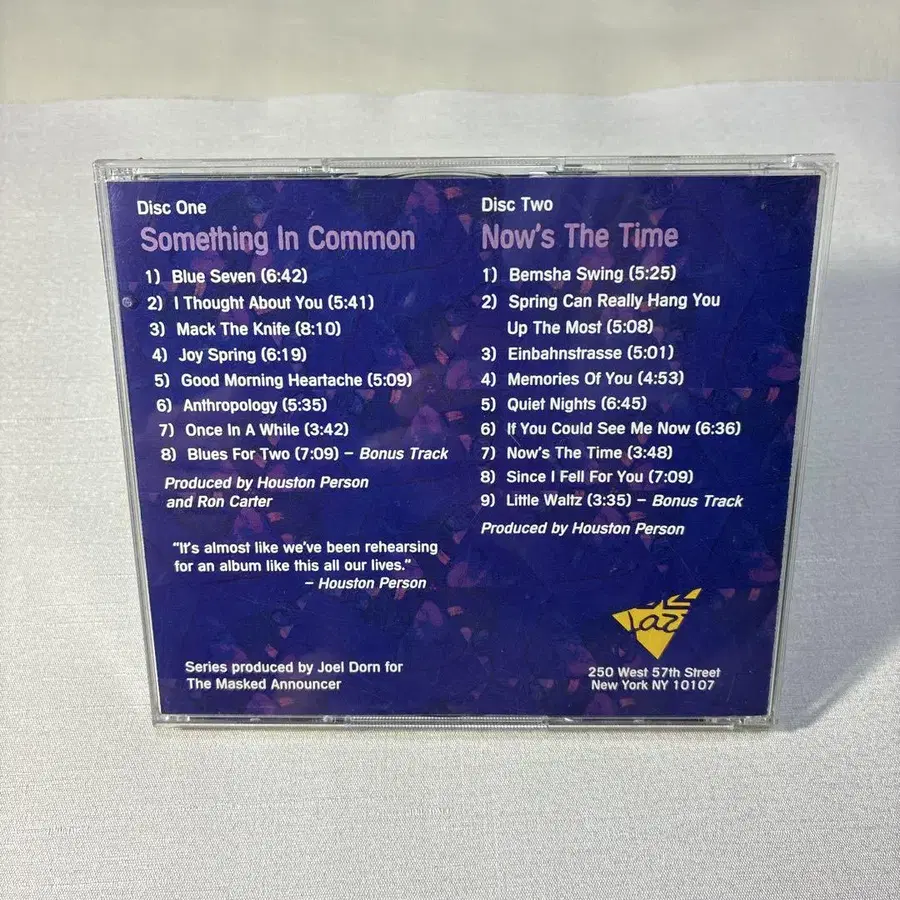 Disc One
Something In Common
1) Blue Seven (6:42)
2) I Thought About You (5:41)
3) Mack The Knife (8:10)
4) Joy Spring (6:19)
5) Good Morning Heartache (5:09)
6) Anthropology (5:35)
7) Once In A While (3:42)
8) Blues For Two (7:09) – Bonus Track
Produced by Houston Person
and Ron Carter
“It's almost like we've been rehearsing
for an album like this all our lives.”
– Houston Person
Series produced by Joel Dorn for
The Masked Announcer
Disc Two
Now's The Time
1) Bemsha Swing (5:25)
2) Spring Can Really Hang You
Up The Most (5:08)
3) Einbahnstrasse (5:01)
4) Memories Of You (4:53)
5) Quiet Nights (6:45)
6) If You Could See Me Now (6:36)
7) Now's The Time (3:48)
8) Since I Fell For You (7:09)
9) Little Waltz (3:35) – Bonus Track
Produced by Houston Person
250 West 57th Street
New York NY 10107